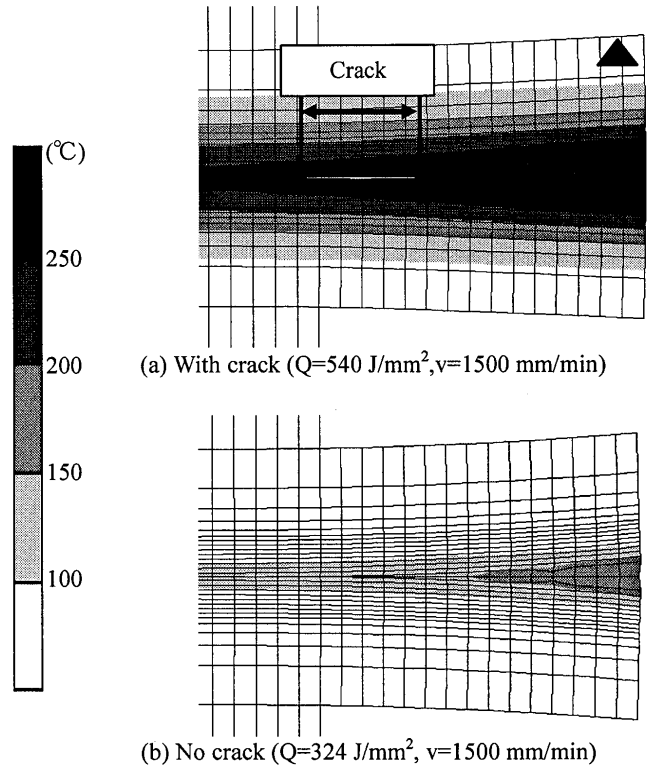 Crack
(℃)
250
200
150
100
(a) With crack (Q=540 J/mm²,v=1500 mm/min)
(b) No crack (Q=324 J/mm², v=1500 mm/min)